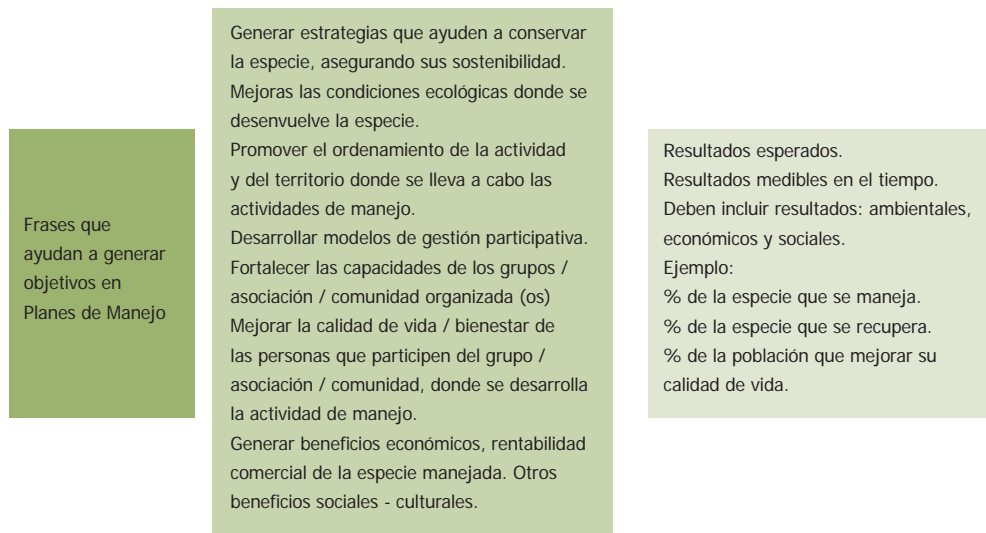 Frases que
ayudan a generar
objetivos en
Planes de Manejo
Generar estrategias que ayuden a conservar
la especie, asegurando sus sostenibilidad.
Mejoras las condiciones ecológicas donde se
desenvuelve la especie.
Promover el ordenamiento de la actividad
y del territorio donde se lleva a cabo las
actividades de manejo.
Desarrollar modelos de gestión participativa.
Fortalecer las capacidades de los grupos /
asociación / comunidad organizada (os)
Mejorar la calidad de vida / bienestar de
las personas que participen del grupo /
asociación / comunidad, donde se desarrolla
la actividad de manejo.
Generar beneficios económicos, rentabilidad
comercial de la especie manejada. Otros
beneficios sociales - culturales.
Resultados esperados.
Resultados medibles en el tiempo.
Deben incluir resultados: ambientales,
económicos y sociales.
Ejemplo:
% de la especie que se maneja.
% de la especie que se recupera.
% de la población que mejorar su
calidad de vida.